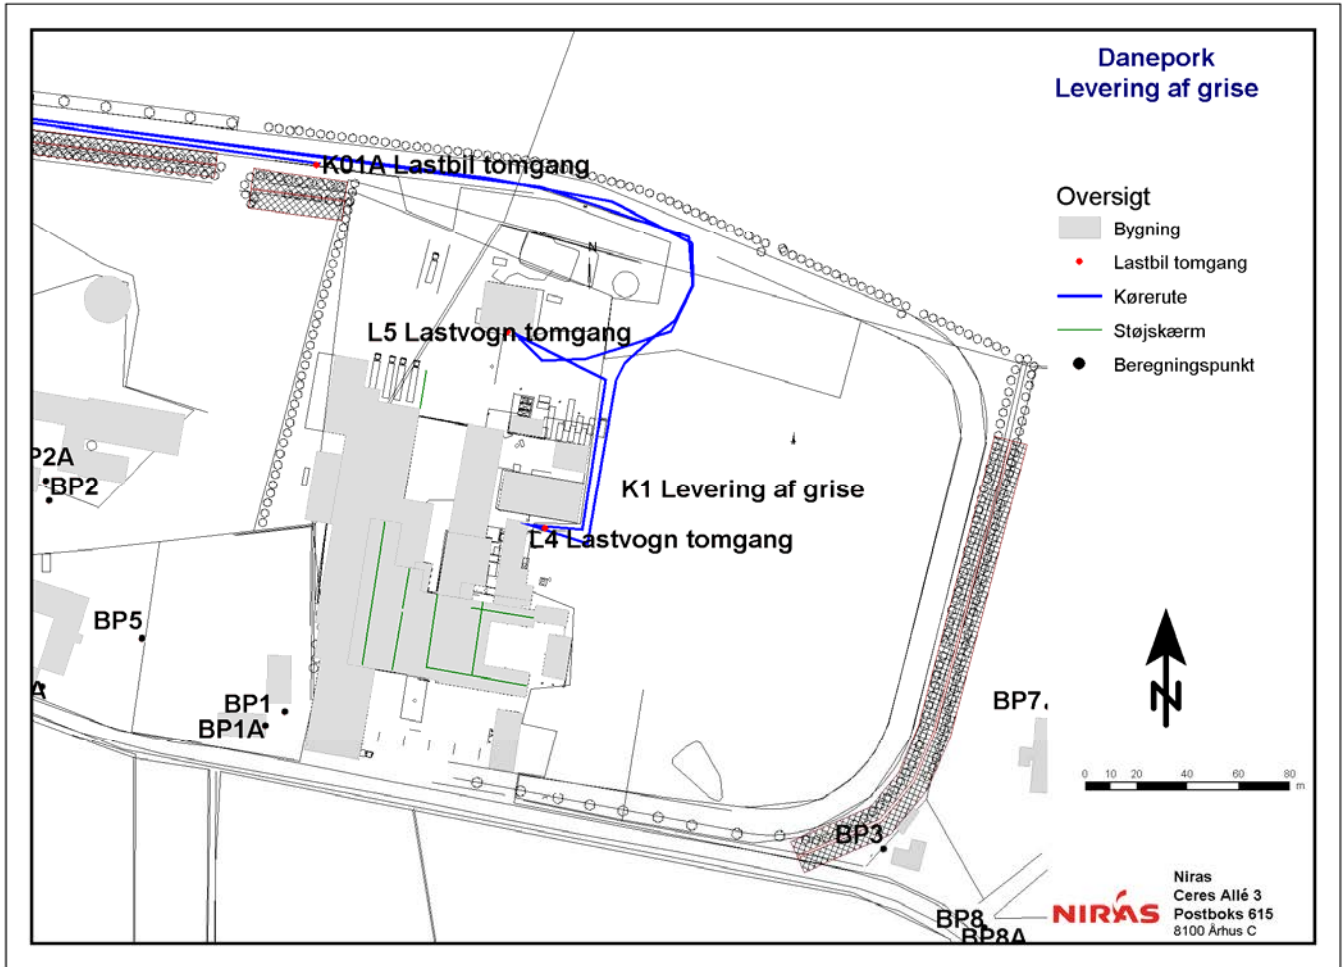 Danepork
Levering af grise
K01A Lastbil tomgang
Oversigt
Bygning
Lastbil tomgang
Kørerute
Støjskærm
Beregningspunkt
N
L5 Lastvogn tomgang
P2A
BP2
K1 Levering af grise
L4 Lastvogn tomgang
BP5
A
BP1
BP1A
BP7
N
0 10 20 40 60 80
m
BP3
BP8
BP8A
NIRAS
Niras
Ceres Allé 3
Postboks 615
8100 Århus C